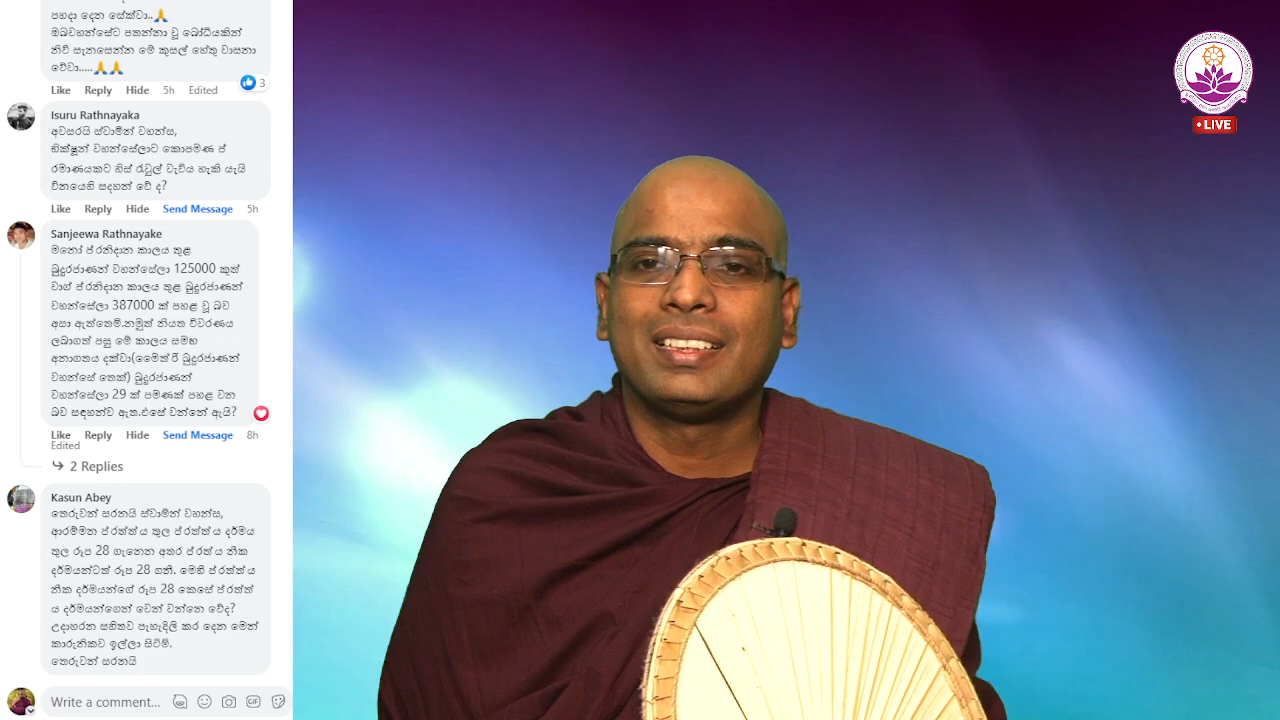 පහදා දෙන සේක්වා..🙏
ඔබවහන්සේට පතන්නා වූ බෝධියකින්
නිවී සැනසෙන්න මේ කුසල් හේතු වාසනා
වේවා.....🙏🙏
3
Like Reply Hide 5h Edited
Isuru Rathnayaka
අවසරයි ස්වාමීන් වහන්ස,
භික්ෂූන් වහන්සේලාට කොපමණ ප්
රමාණයකට හිස් රැවුල් වැවිය හැකි යැයි
විනයෙහි සඳහන් වේ ද?
Like Reply Hide Send Message 5h
Sanjeewa Rathnayake
මනෝ ප්රනිදාන කාලය තුළ
බුදුරජාණන් වහන්සේලා 125000 කුත්
වාග් ප්රනිදාන කාලය තුළ බුදුරජාණන්
වහන්සේලා 387000 ක් පහළ වූ බව
අසා ඇත්තෙමි.නමුත් නියත විවරණය
ලබාගත් පසු මේ කාලය සමඟ
අනාගතය දක්වා(මෛත්රී බුදුරජාණන්
වහන්සේ තෙක්) බුදුරජාණන්
වහන්සේලා 29 ක් පමණක් පහළ වන
බව සඳහන්ව ඇත.එසේ වන්නේ ඇයි?
Like Reply Hide Send Message 8h
Edited
2 Replies
Kasun Abey
තෙරුවන් සරනයි ස්වාමීන් වහන්ස,
ආරම්මන ප්රත්ත්ය තුල ප්රත්ත්ය දර්මය
තුල රූප 28 ගැනෙන අතර ප්රත්ය නීක
දර්මයන්ටක් රූප 28 ගනී. මෙහි ප්රත්ත්ය
නීක දර්මයන්ගේ රූප 28 කෙසේ ප්රත්ත්
ය දර්මයන්ගෙන් වෙන් වන්නෙ වේද?
උදාහරන සහිතව පැහැදිලි කර දෙන මෙන්
කාරුනිකව ඉල්ලා සිටිමි.
තෙරුවන් සරනයි
Write a comment...
GIF
LIVE